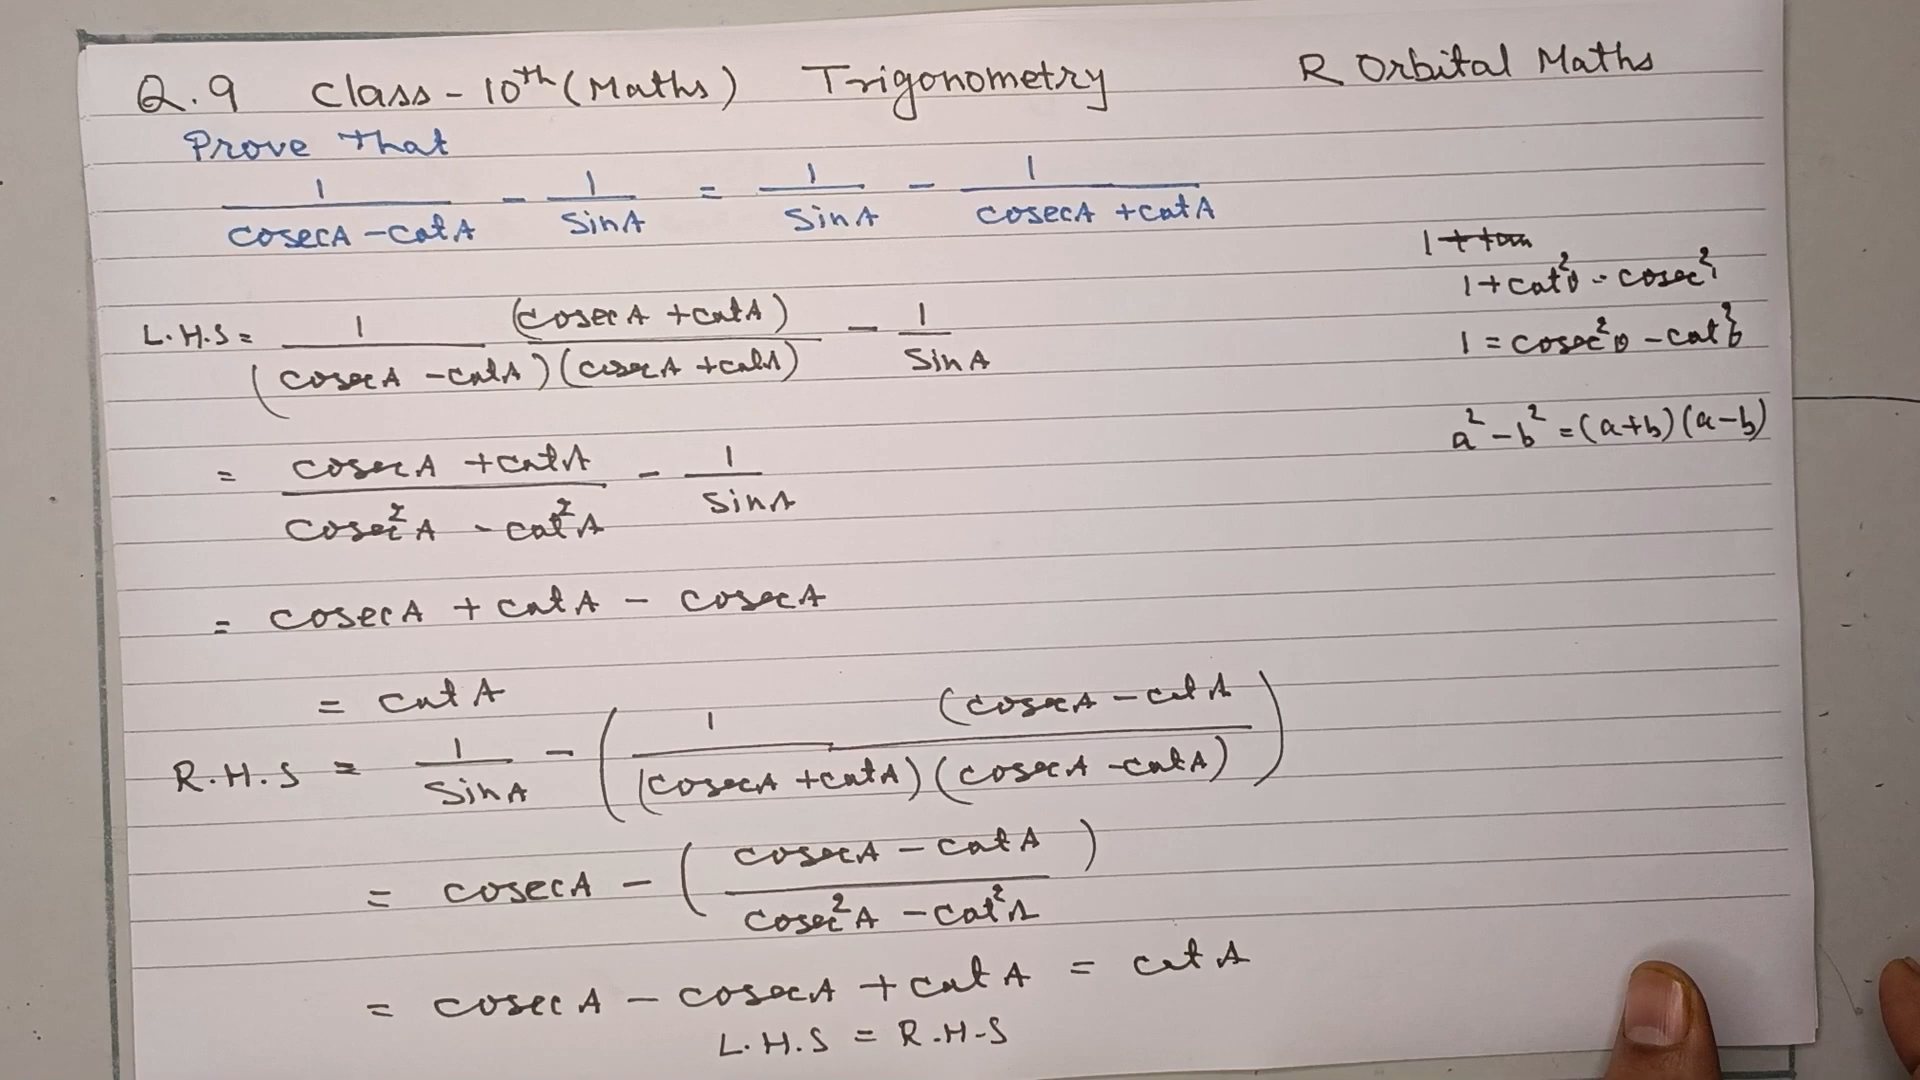 Q.9 Class - 10th (Maths) Trigonometry R Orbital Maths
Prove That
1/(cosecA - cotA) - 1/SinA = 1/SinA - 1/(cosecA + cotA)
1 + tan
1 + cot²θ = cosec²
L.H.S = 1/(cosecA - cotA) (cosecA + cotA)/(cosecA + cotA) - 1/SinA
1 = cosec²θ - cot²θ
a² - b² = (a+b)(a-b)
= (cosecA + cotA)/(cosec²A - cot²A) - 1/SinA
= cosecA + cotA - cosecA
= cotA
R.H.S = 1/SinA - (1/(cosecA + cotA) (cosecA - cotA)/(cosecA - cotA))
= cosecA - ((cosecA - cotA)/(cosec²A - cot²A))
= cosecA - cosecA + cotA = cotA
L.H.S = R.H.S